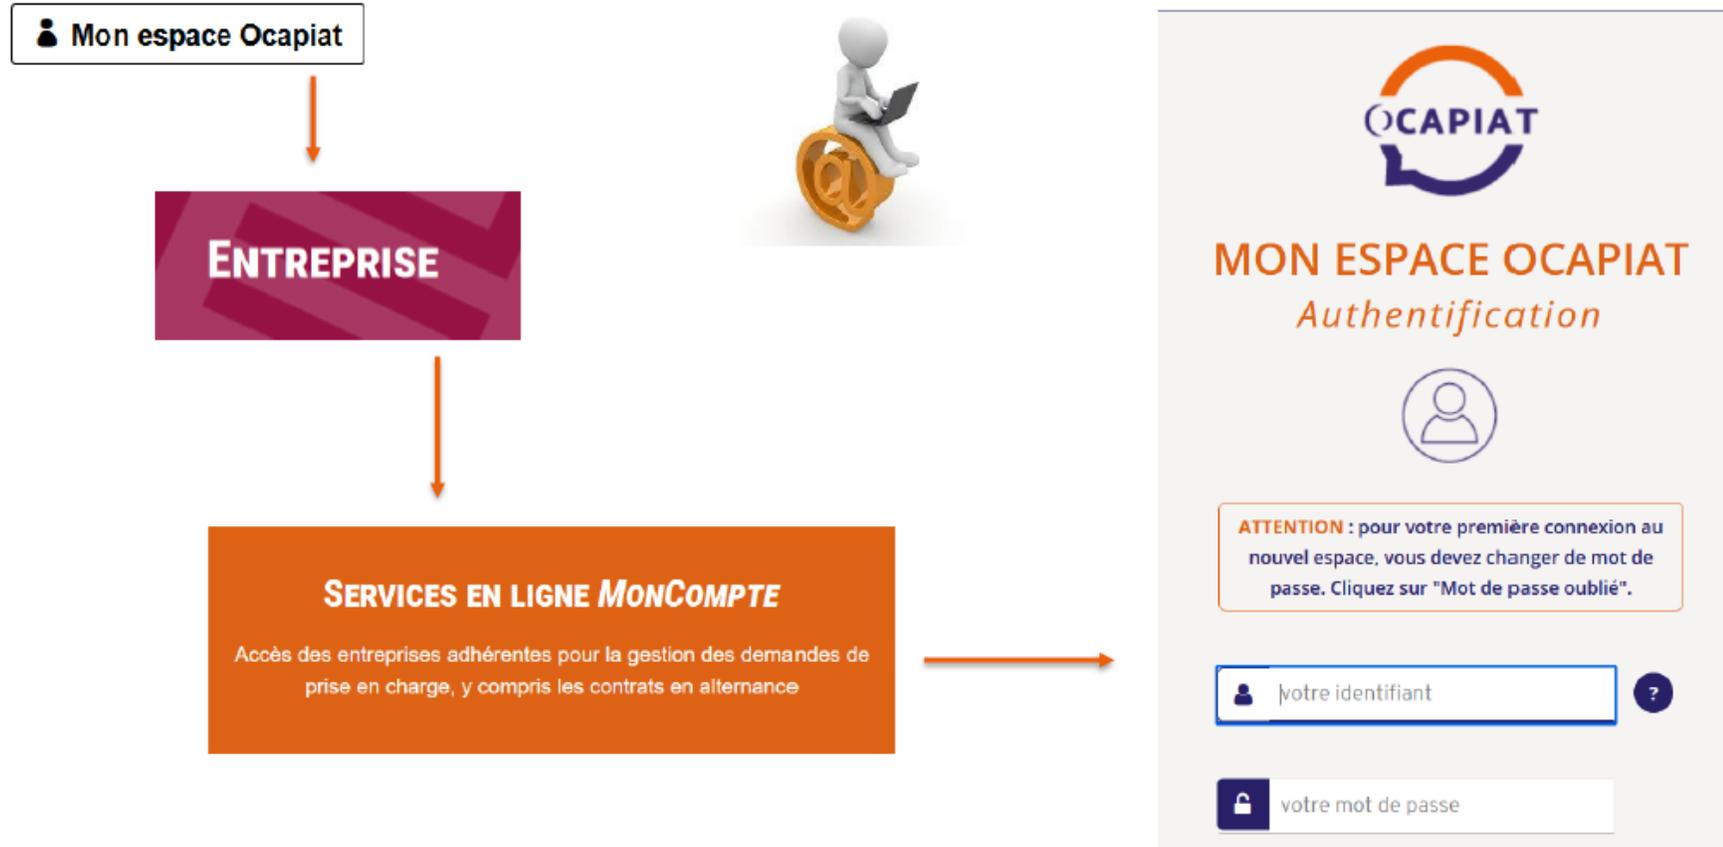 Mon espace Ocapiat
ENTREPRISE
SERVICES EN LIGNE MONCOMPTE
Accès des entreprises adhérentes pour la gestion des demandes de
prise en charge, y compris les contrats en alternance
@
OCAPIAT
MON ESPACE OCAPIAT
Authentification
ATTENTION : pour votre première connexion au
nouvel espace, vous devez changer de mot de
passe. Cliquez sur "Mot de passe oublié".
votre identifiant
?
votre mot de passe